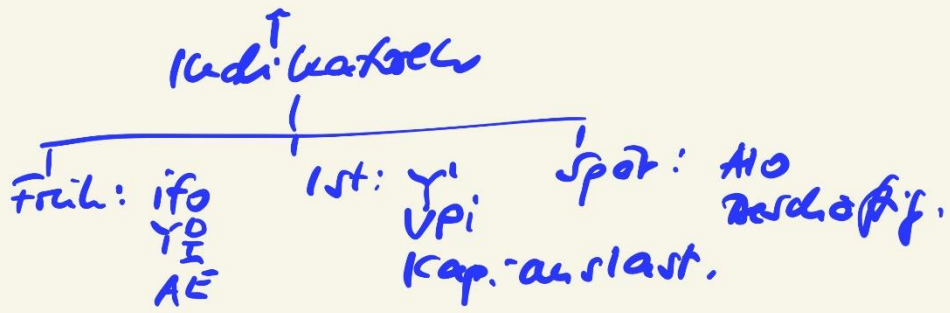 Indikatoren
Früh: ifo
AE
Ist: Y
VPi
Kap.-auslast.
Spät: Alo
Beschäftig.